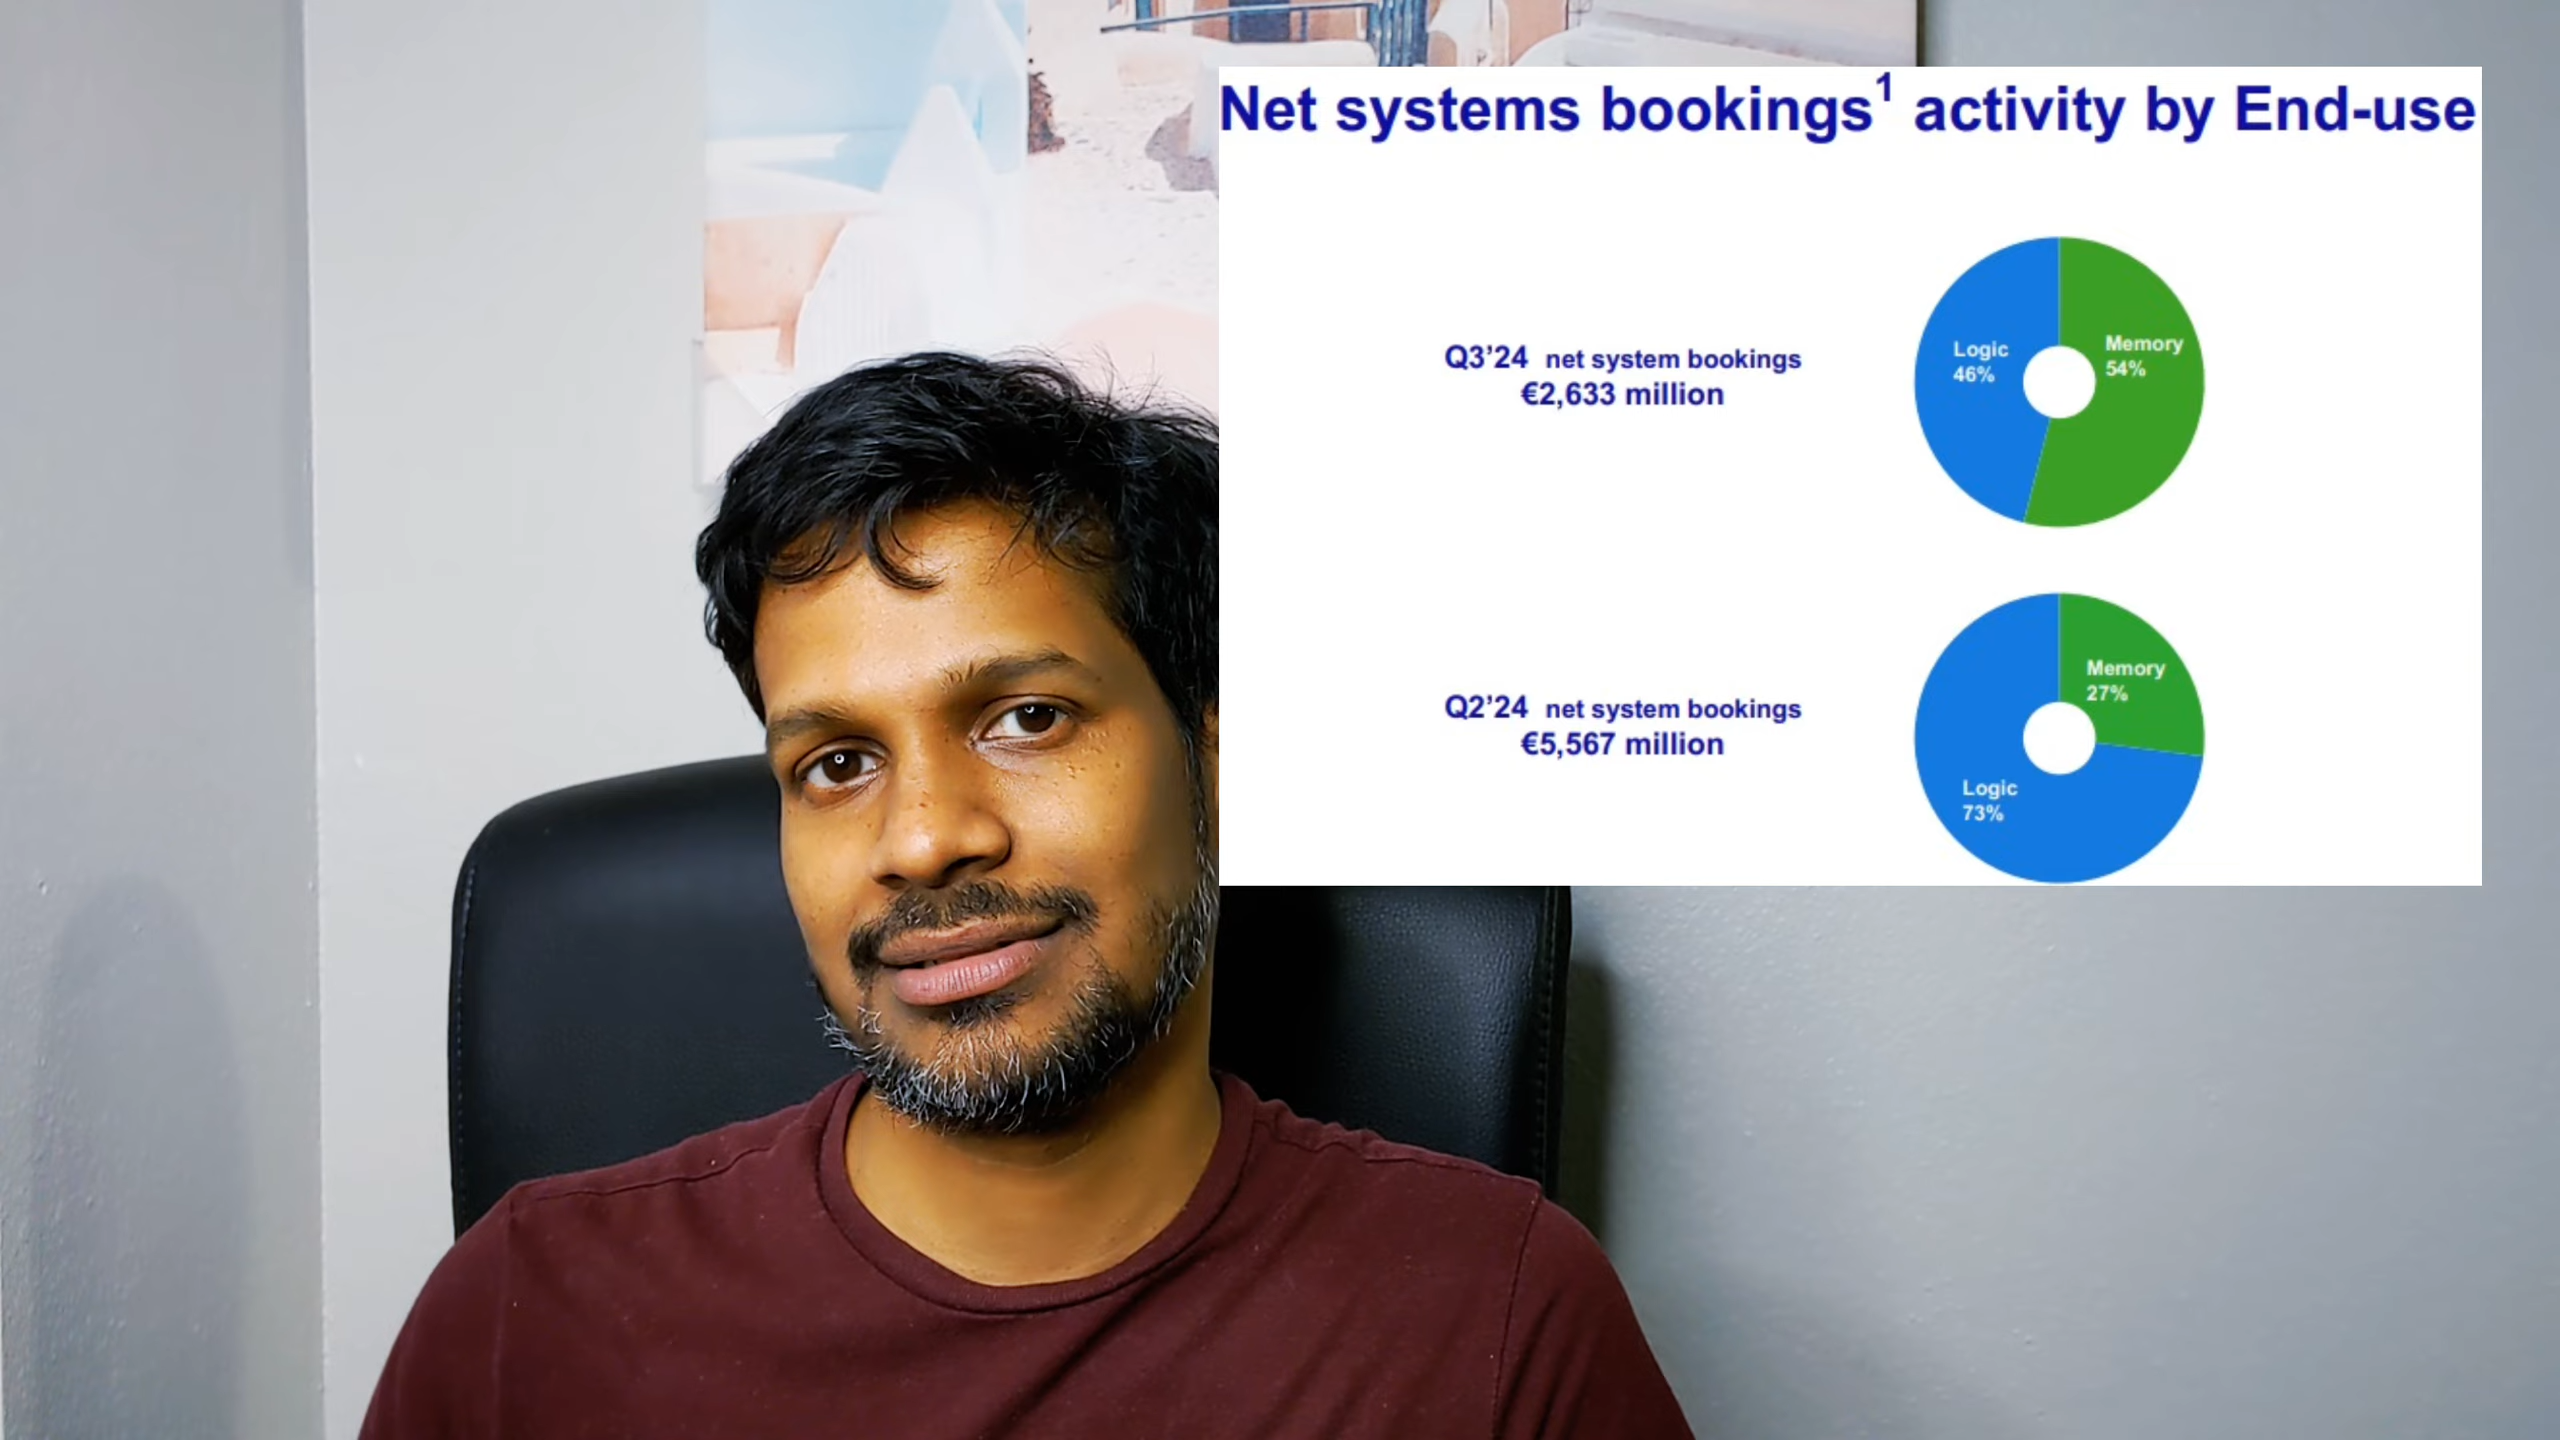 Net systems bookings¹ activity by End-use
Q3’24 net system bookings
€2,633 million
Logic
46%
Memory
54%
Q2’24 net system bookings
€5,567 million
Memory
27%
Logic
73%